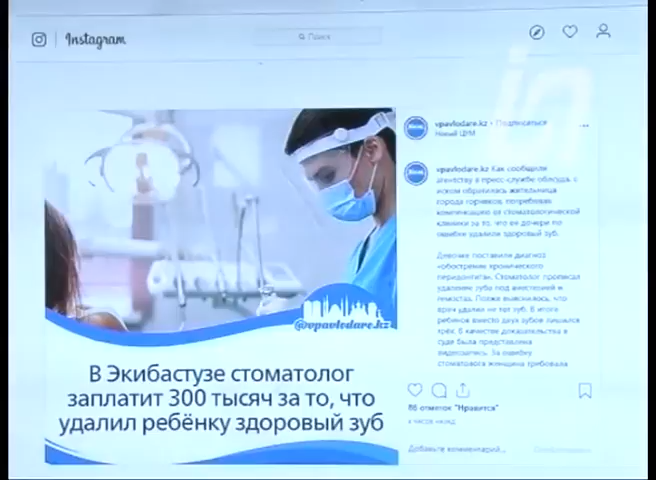 Instagram
Поиск
vpavlodare.kz • Подписаться
Новый ЦУМ
vpavlodare.kz Как сообщили
агентству в пресс-службе облсуда, с
иском обратилась жительница
города горняков, потребовав
компенсацию от стоматологической
клиники за то, что ее дочери по
ошибке удалили здоровый зуб.
Девочке поставили диагноз
«обострение хронического
периодонтита». Стоматолог прописал
удаление зуба под анестезией и
гемостаз. Позже выяснилось, что
врач удалил не тот зуб. В итоге
ребенок вместо двух зубов лишился
трёх. В качестве доказательства в
суде была представлена
видеозапись. За ошибку
стоматолога женщина требовала
@vpavlodare.kz
В Экибастузе стоматолог
заплатит 300 тысяч за то, что
удалил ребёнку здоровый зуб
86 отметок "Нравится"
часов назад
Добавьте комментарий...